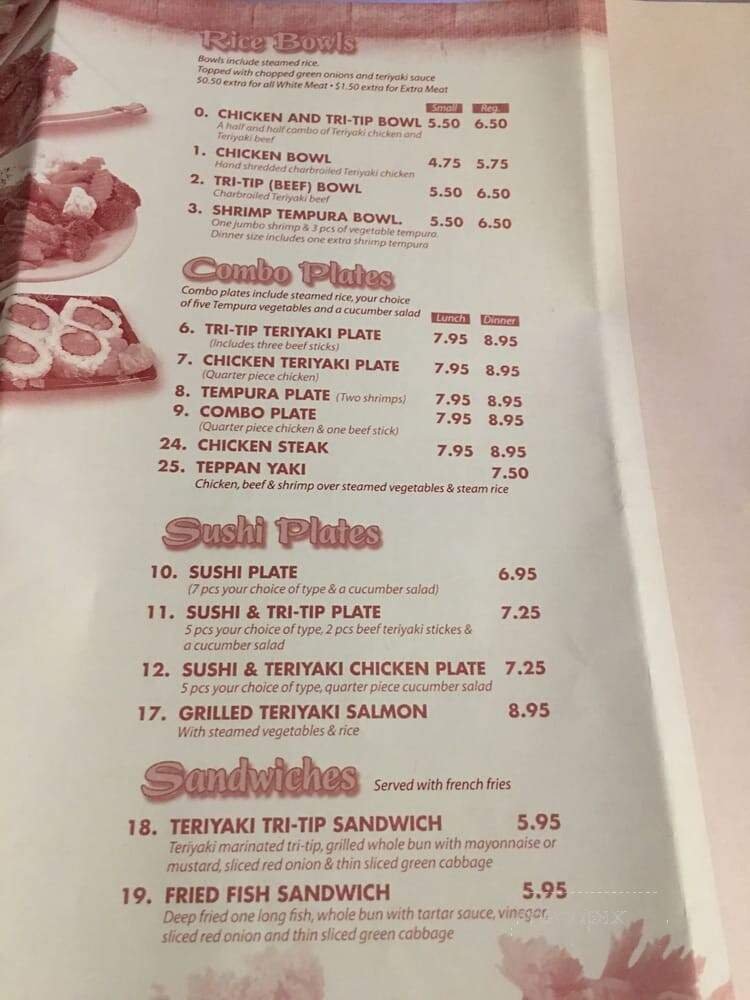 Rice Bowls
Bowls include steamed rice.
Topped with chopped green onions and teriyaki sauce
$0.50 extra for all White Meat • $1.50 extra for Extra Meat
Small Reg.
0. CHICKEN AND TRI-TIP BOWL 5.50 6.50
A half and half combo of Teriyaki chicken and
Teriyaki beef
1. CHICKEN BOWL 4.75 5.75
Hand shredded charbroiled Teriyaki chicken
2. TRI-TIP (BEEF) BOWL 5.50 6.50
Charbroiled Teriyaki beef
3. SHRIMP TEMPURA BOWL. 5.50 6.50
One jumbo shrimp & 3 pcs of vegetable tempura.
Dinner size includes one extra shrimp tempura
Combo Plates
Combo plates include steamed rice, your choice
of five Tempura vegetables and a cucumber salad
Lunch Dinner
6. TRI-TIP TERIYAKI PLATE 7.95 8.95
(Includes three beef sticks)
7. CHICKEN TERIYAKI PLATE 7.95 8.95
(Quarter piece chicken)
8. TEMPURA PLATE (Two shrimps) 7.95 8.95
9. COMBO PLATE 7.95 8.95
(Quarter piece chicken & one beef stick)
24. CHICKEN STEAK 7.95 8.95
25. TEPPAN YAKI 7.50
Chicken, beef & shrimp over steamed vegetables & steam rice
Sushi Plates
10. SUSHI PLATE 6.95
(7 pcs your choice of type & a cucumber salad)
11. SUSHI & TRI-TIP PLATE 7.25
5 pcs your choice of type, 2 pcs beef teriyaki stickes &
a cucumber salad
12. SUSHI & TERIYAKI CHICKEN PLATE 7.25
5 pcs your choice of type, quarter piece cucumber salad
17. GRILLED TERIYAKI SALMON 8.95
With steamed vegetables & rice
Sandwiches Served with french fries
18. TERIYAKI TRI-TIP SANDWICH 5.95
Teriyaki marinated tri-tip, grilled whole bun with mayonnaise or
mustard, sliced red onion & thin sliced green cabbage
19. FRIED FISH SANDWICH 5.95
Deep fried one long fish, whole bun with tartar sauce, vinegar,
sliced red onion and thin sliced green cabbage